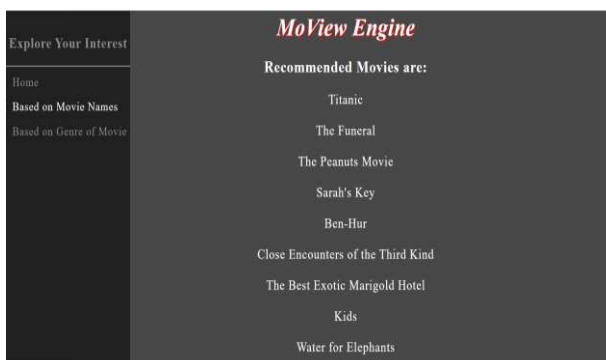 Explore Your Interest
Home
Based on Movie Names
Based on Genre of Movie
MoView Engine
Recommended Movies are:
Titanic
The Funeral
The Peanuts Movie
Sarah's Key
Ben-Hur
Close Encounters of the Third Kind
The Best Exotic Marigold Hotel
Kids
Water for Elephants